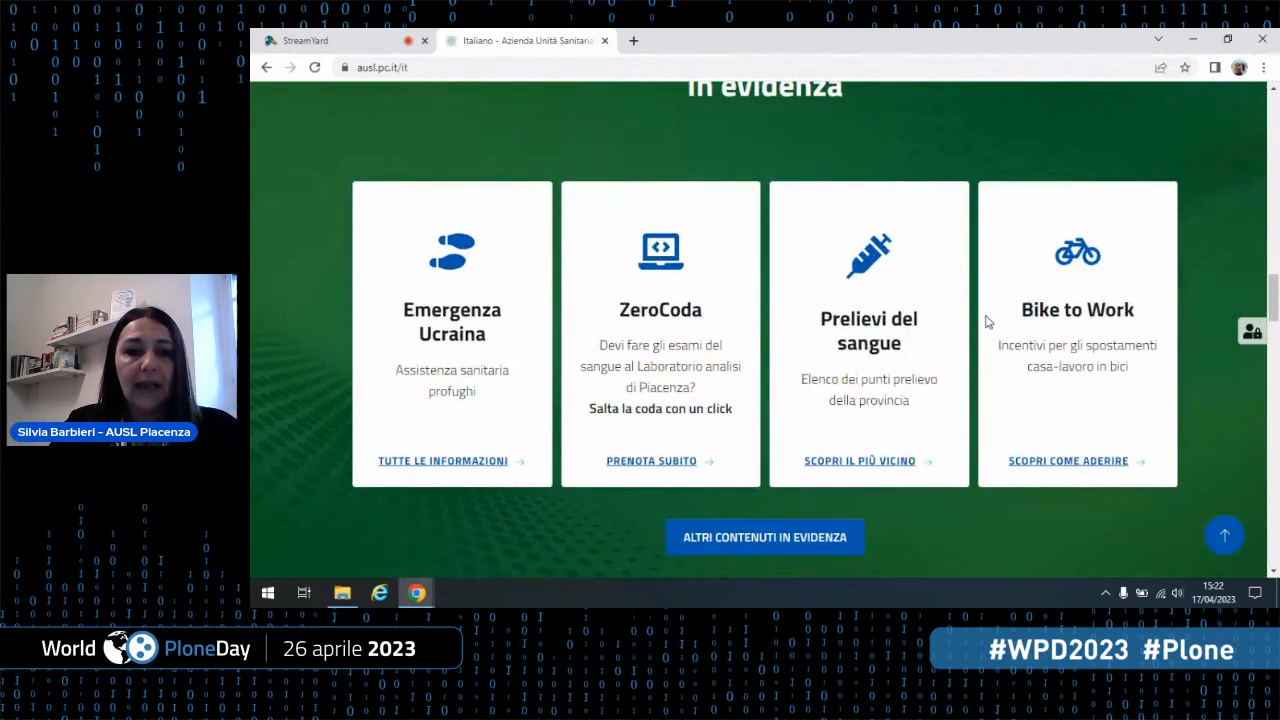 StreamYard
Italiano - Azienda Unità Sanitaria
ausl.pc.it/it
In evidenza
Emergenza
Ucraina
Assistenza sanitaria
profughi
TUTTE LE INFORMAZIONI →
ZeroCoda
Devi fare gli esami del
sangue al Laboratorio analisi
di Piacenza?
Salta la coda con un click
PRENOTA SUBITO →
Prelievi del
sangue
Elenco dei punti prelievo
della provincia
SCOPRI IL PIÙ VICINO →
Bike to Work
Incentivi per gli spostamenti
casa-lavoro in bici
SCOPRI COME ADERIRE →
ALTRI CONTENUTI IN EVIDENZA
Silvia Barbieri - AUSL Piacenza
15:22
17/04/2023
World PloneDay | 26 aprile 2023
#WPD2023 #Plone